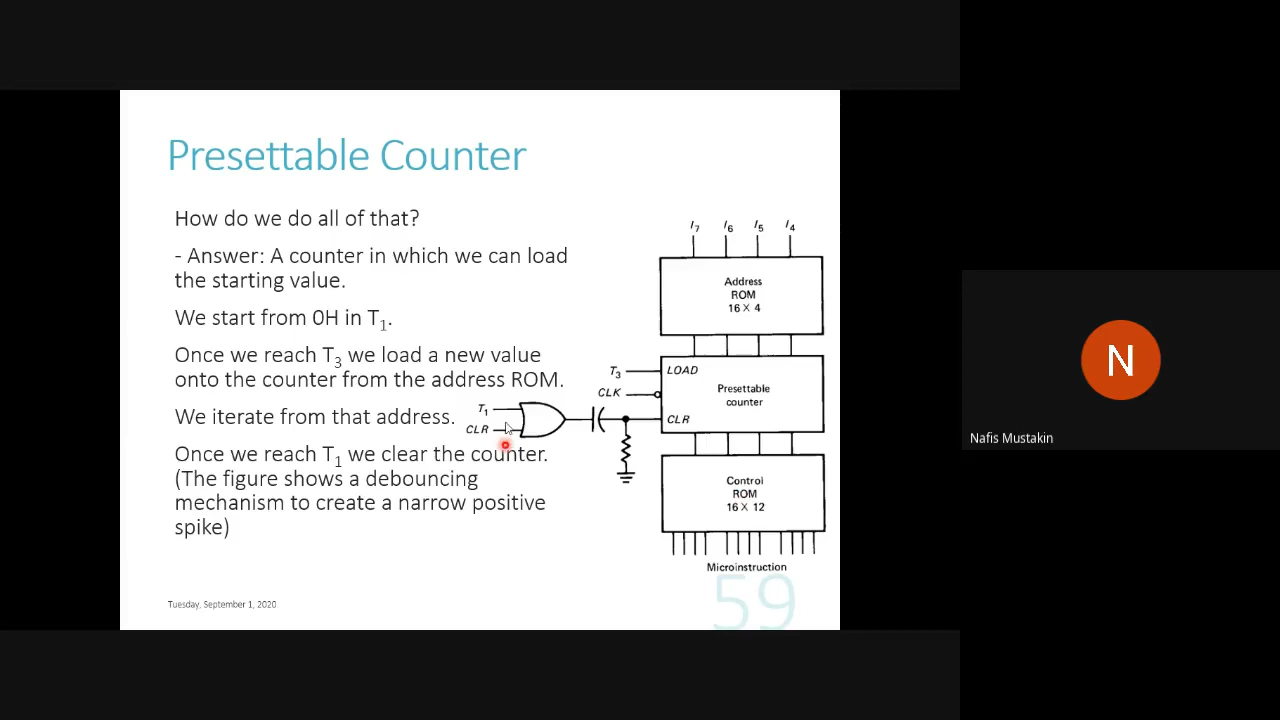 Presettable Counter
How do we do all of that?
- Answer: A counter in which we can load
the starting value.
We start from 0H in T1.
Once we reach T3 we load a new value
onto the counter from the address ROM.
We iterate from that address.
Once we reach T1 we clear the counter.
(The figure shows a debouncing
mechanism to create a narrow positive
spike)
I7 I6 I5 I4
Address
ROM
16 X 4
T3
LOAD
CLK
Presettable
counter
T1
CLR
CLR
Control
ROM
16 X 12
Microinstruction
Tuesday, September 1, 2020
59
N
Nafis Mustakin